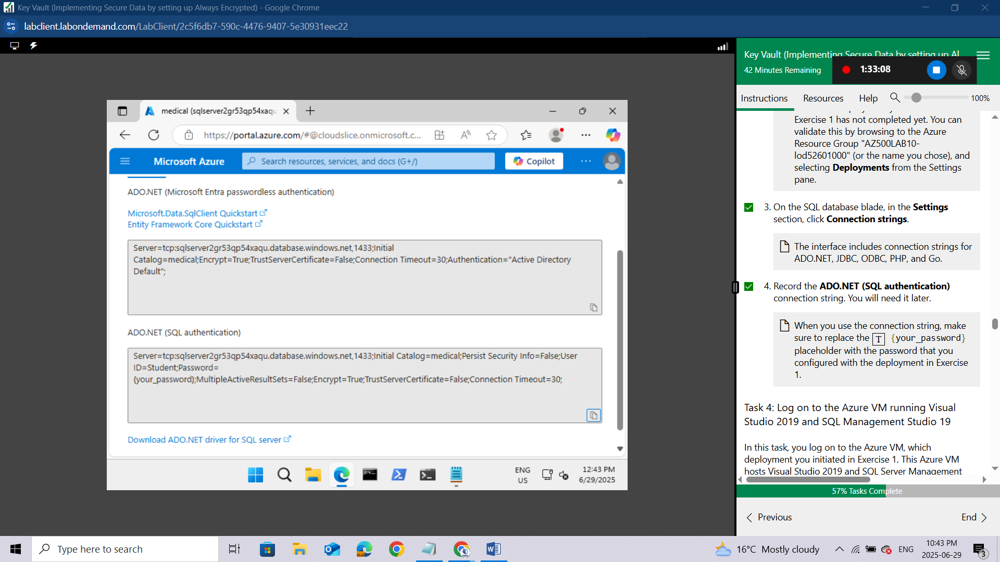 Key Vault (Implementing Secure Data by setting up Always Encrypted) - Google Chrome
labclient.labondemand.com/LabClient/2c5f6db7-590c-4476-9407-5e30931eec22
medical (sqlserver2gr53qp54xaqu
https://portal.azure.com/#@cloudslice.onmicrosoft.c...
Microsoft Azure
Search resources, services, and docs (G+/)
Copilot
ADO.NET (Microsoft Entra passwordless authentication)
Microsoft.Data.SqlClient Quickstart
Entity Framework Core Quickstart
Server=tcp:sqlserver2gr53qp54xaqu.database.windows.net,1433;Initial
Catalog=medical;Encrypt=True;TrustServerCertificate=False;Connection Timeout=30;Authentication="Active Directory
Default";
ADO.NET (SQL authentication)
Server=tcp:sqlserver2gr53qp54xaqu.database.windows.net,1433;Initial Catalog=medical;Persist Security Info=False;User
ID=Student;Password=
{your_password};MultipleActiveResultSets=False;Encrypt=True;TrustServerCertificate=False;Connection Timeout=30;
Download ADO.NET driver for SQL server
ENG
US
12:43 PM
6/29/2025
Key Vault (Implementing Secure Data by setting up Al
42 Minutes Remaining
1:33:08
Instructions
Resources
Help
100%
Exercise 1 has not completed yet. You can
validate this by browsing to the Azure
Resource Group "AZ500LAB10-
lod52601000" (or the name you chose), and
selecting Deployments from the Settings
pane.
3. On the SQL database blade, in the Settings
section, click Connection strings.
The interface includes connection strings for
ADO.NET, JDBC, ODBC, PHP, and Go.
4. Record the ADO.NET (SQL authentication)
connection string. You will need it later.
When you use the connection string, make
sure to replace the T {your_password}
placeholder with the password that you
configured with the deployment in Exercise
1.
Task 4: Log on to the Azure VM running Visual
Studio 2019 and SQL Management Studio 19
In this task, you log on to the Azure VM, which
deployment you initiated in Exercise 1. This Azure VM
hosts Visual Studio 2019 and SQL Server Management
57% Tasks Complete
Previous
End
Type here to search
16°C Mostly cloudy
ENG
10:43 PM
2025-06-29
3